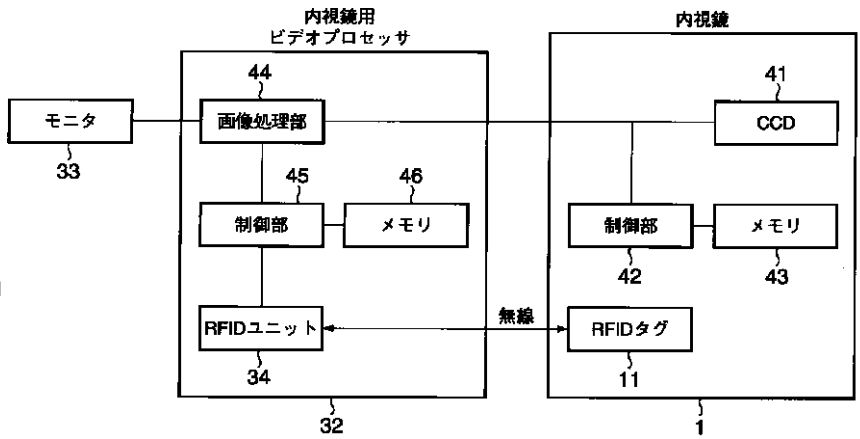 内視鏡用
ビデオプロセッサ
内視鏡
44
41
モニタ
画像処理部
CCD
33
45
46
制御部
メモリ
制御部
メモリ
42
43
RFIDユニット
無線
RFIDタグ
34
11
32
1